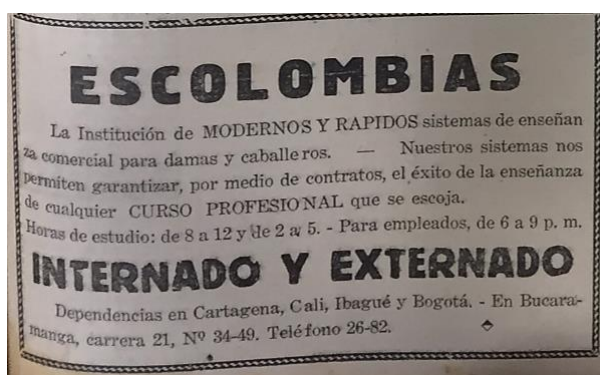 ESCOLOMBIAS
La Institución de MODERNOS Y RAPIDOS sistemas de enseñan
za comercial para damas y caballeros. — Nuestros sistemas nos
permiten garantizar, por medio de contratos, el éxito de la enseñanza
de cualquier CURSO PROFESIONAL que se escoja.
Horas de estudio: de 8 a 12 y de 2 a 5. - Para empleados, de 6 a 9 p. m.
INTERNADO Y EXTERNADO
Dependencias en Cartagena, Cali, Ibagué y Bogotá. - En Bucara-
manga, carrera 21, Nº 34-49. Teléfono 26-82.